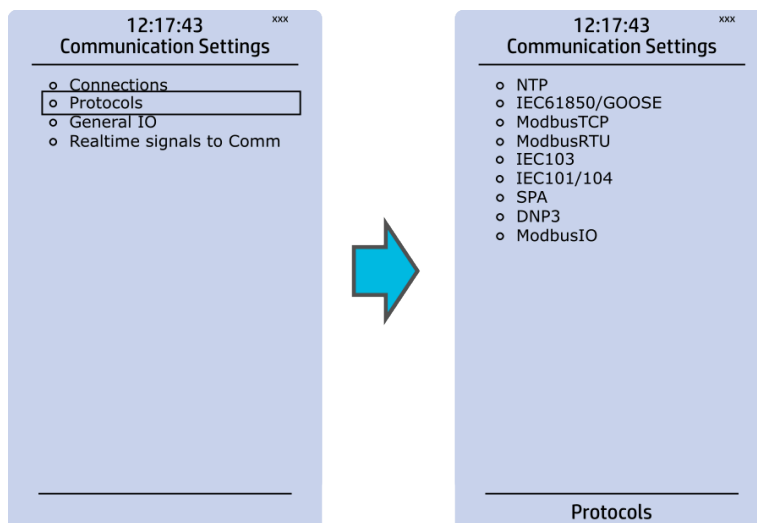 12:17:43 xxx
Communication Settings
Connections
Protocols
General IO
Realtime signals to Comm
12:17:43 xxx
Communication Settings
NTP
IEC61850/GOOSE
ModbusTCP
ModbusRTU
IEC103
IEC101/104
SPA
DNP3
ModbusIO
Protocols